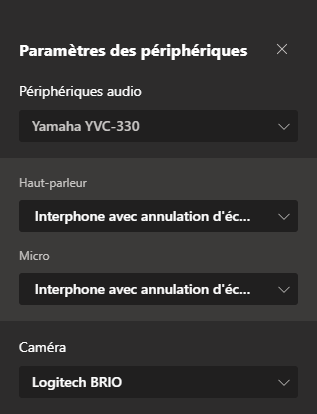 Paramètres des périphériques
Périphériques audio
Yamaha YVC-330
Haut-parleur
Interphone avec annulation d'éc...
Micro
Interphone avec annulation d'éc...
Caméra
Logitech BRIO